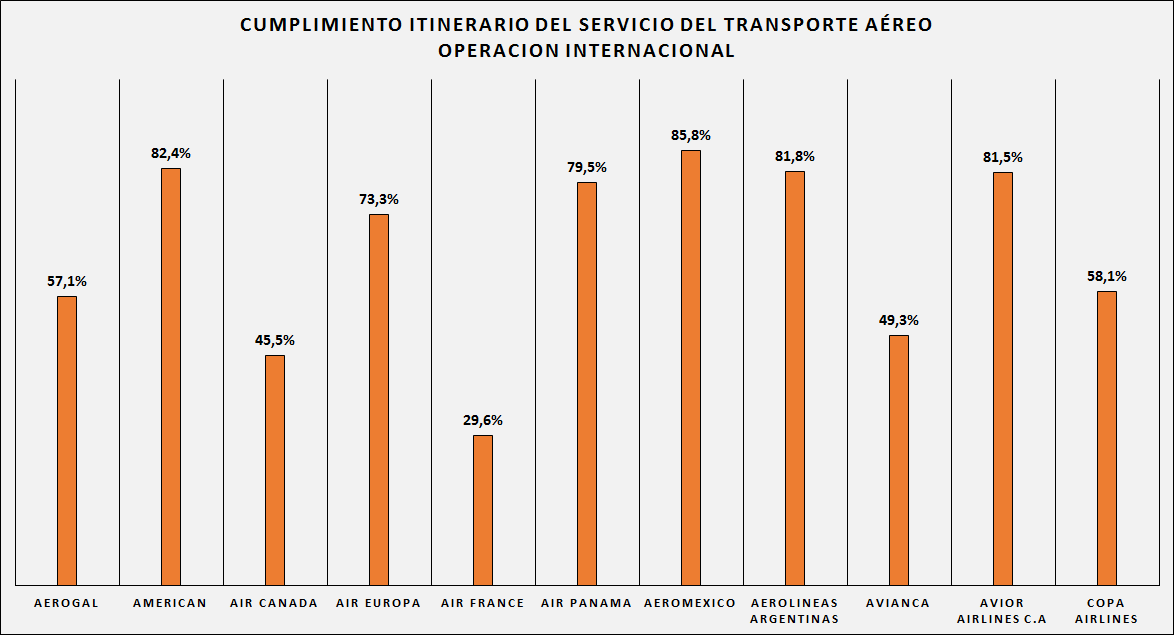 CUMPLIMIENTO ITINERARIO DEL SERVICIO DEL TRANSPORTE AÉREO
OPERACION INTERNACIONAL
57,1%
82,4%
45,5%
73,3%
29,6%
79,5%
85,8%
81,8%
49,3%
81,5%
58,1%
AEROGAL
AMERICAN
AIR CANADA
AIR EUROPA
AIR FRANCE
AIR PANAMA
AEROMEXICO
AEROLINEAS
ARGENTINAS
AVIANCA
AVIOR
AIRLINES C.A
COPA
AIRLINES